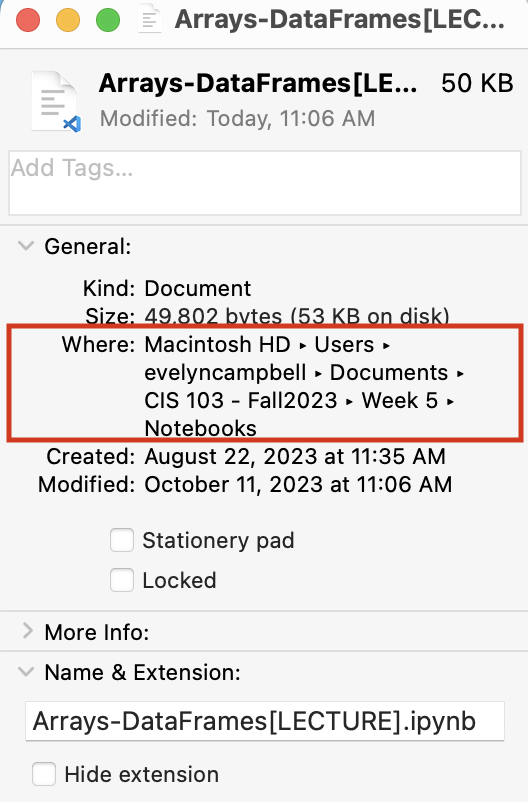 Arrays-DataFrames[LEC...
Arrays-DataFrames[LE... 50 KB
Modified: Today, 11:06 AM
Add Tags...
General:
Kind: Document
Size: 49,802 bytes (53 KB on disk)
Where: Macintosh HD ▸ Users ▸
evelyncampbell ▸ Documents ▸
CIS 103 - Fall2023 ▸ Week 5 ▸
Notebooks
Created: August 22, 2023 at 11:35 AM
Modified: October 11, 2023 at 11:06 AM
Stationery pad
Locked
More Info:
Name & Extension:
Arrays-DataFrames[LECTURE].ipynb
Hide extension